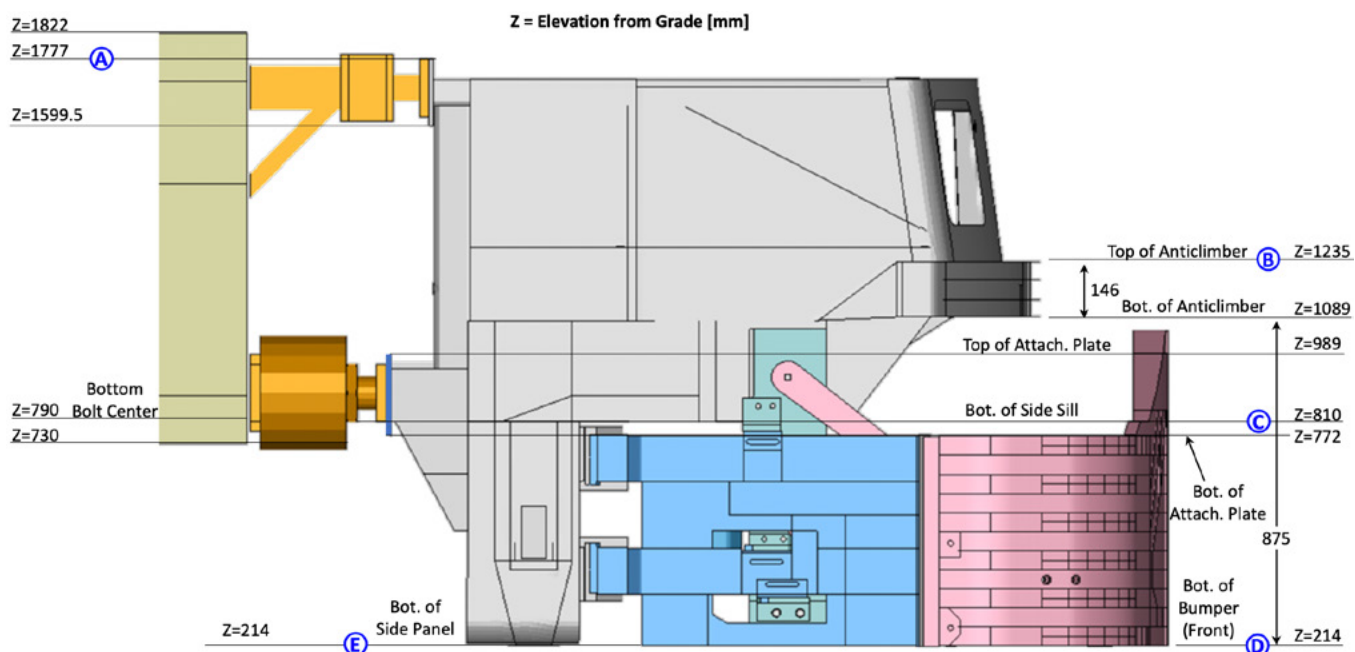 Z = Elevation from Grade [mm]
Z=1822
Z=1777
A
Z=1599.5
Top of Anticlimber
B
Z=1235
146
Bot. of Anticlimber
Z=1089
Top of Attach. Plate
Z=989
Bottom
Bolt Center
Z=790
Z=730
Bot. of Side Sill
C
Z=810
Z=772
Bot. of
Attach. Plate
875
Bot. of
Side Panel
Z=214
E
Bot. of
Bumper
(Front)
D
Z=214